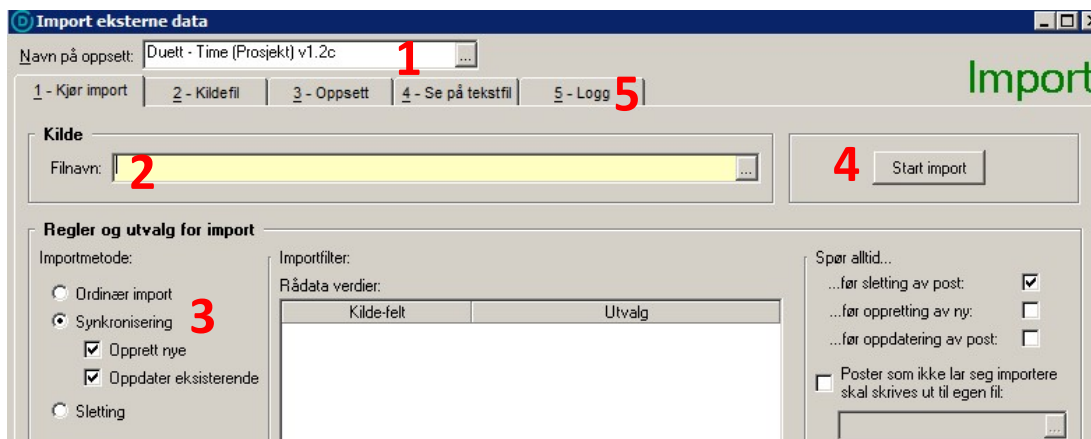 Import eksterne data
Navn på oppsett: Duett - Time (Prosjekt) v1.2c ... 1
Import
1 - Kjør import 2 - Kildefil 3 - Oppsett 4 - Se på tekstfil 5 - Logg 5
Kilde
Filnavn: 2 ...
4 Start import
Regler og utvalg for import
Importmetode:
Ordinær import
Synkronisering 3
Opprett nye
Oppdater eksisterende
Sletting
Importfilter:
Rådata verdier:
Kilde-felt Utvalg
Spør alltid...
...før sletting av post:
...før oppretting av ny:
...før oppdatering av post:
Poster som ikke lar seg importere
skal skrives ut til egen fil:
...